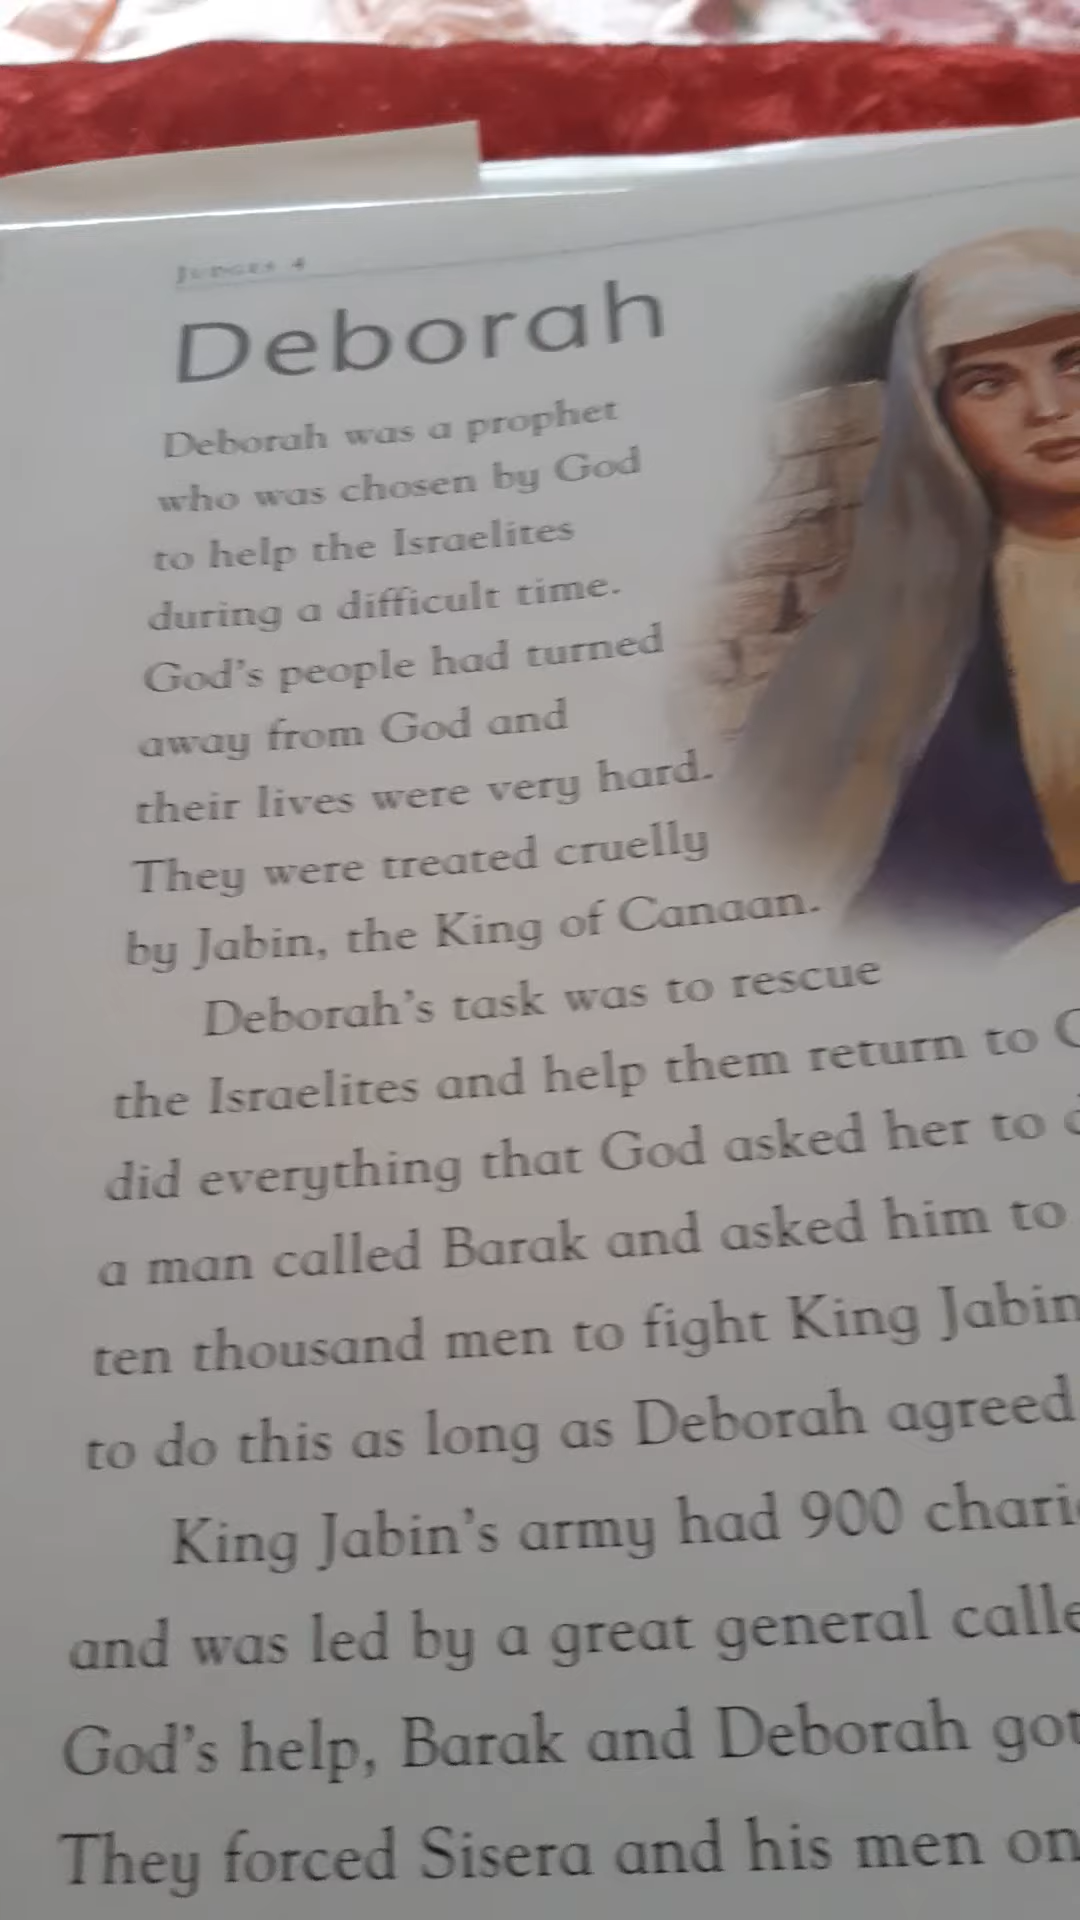 JUDGES 4
Deborah
Deborah was a prophet
who was chosen by God
to help the Israelites
during a difficult time.
God's people had turned
away from God and
their lives were very hard.
They were treated cruelly
by Jabin, the King of Canaan.
Deborah's task was to rescue
the Israelites and help them return to
did everything that God asked her to
a man called Barak and asked him to
ten thousand men to fight King Jabin
to do this as long as Deborah agreed
King Jabin's army had 900
and was led by a great general
God's help, Barak and Deborah got
They forced Sisera and his men on